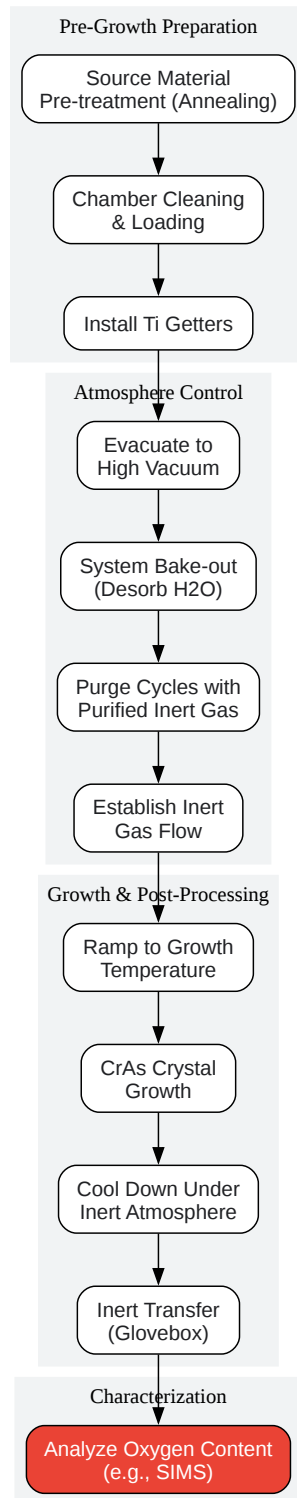 Pre-Growth Preparation
Source Material
Pre-treatment (Annealing)
Chamber Cleaning
& Loading
Install Ti Getters
Atmosphere Control
Evacuate to
High Vacuum
System Bake-out
(Desorb H2O)
Purge Cycles with
Purified Inert Gas
Establish Inert
Gas Flow
Growth & Post-Processing
Ramp to Growth
Temperature
CrAs Crystal
Growth
Cool Down Under
Inert Atmosphere
Inert Transfer
(Glovebox)
Characterization
Analyze Oxygen Content
(e.g., SIMS)